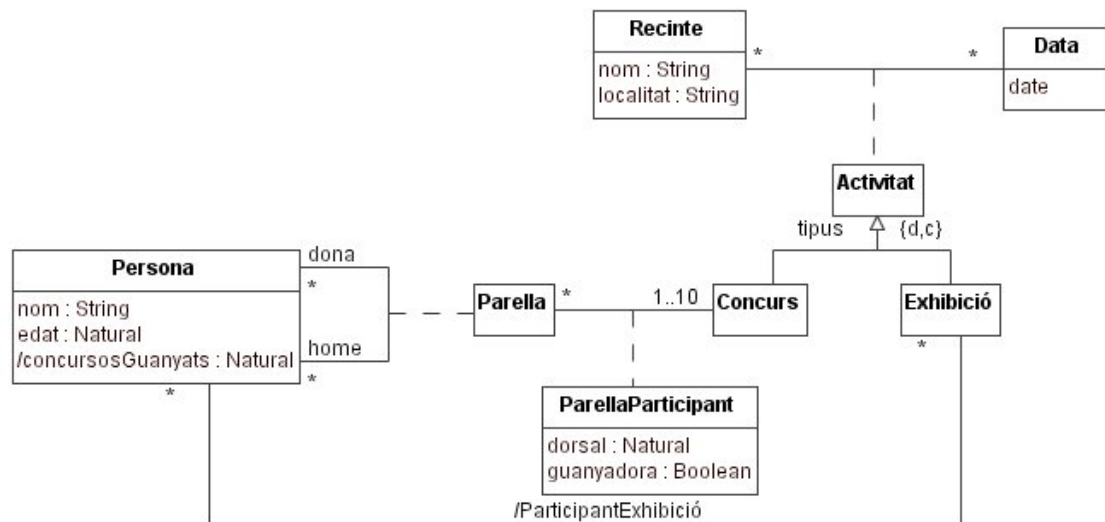 Recinte
nom : String
localitat : String
*
*
Data
date
Activitat
tipus
{d,c}
Persona
nom : String
edat : Natural
/concursosGuanyats : Natural
dona
*
home
*
*
Parella
*
1..10
Concurs
Exhibició
*
ParellaParticipant
dorsal : Natural
guanyadora : Boolean
/ParticipantExhibició